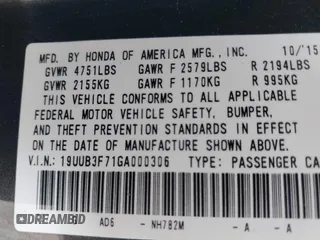 MFD. BY HONDA OF AMERICA MFG., INC. 10/15
GVWR 4751LBS GAWR F 2579LBS R 2194LBS
GVWR 2155KG GAWR F 1170KG R 995KG
THIS VEHICLE CONFORMS TO ALL APPLICABLE
FEDERAL MOTOR VEHICLE SAFETY, BUMPER,
AND THEFT PREVENTION STANDARDS IN EFFECT
ON THE DATE OF MANUFACTURE SHOWN ABOVE.
V.I.N. 19UUB3F71GA000306 TYPE: PASSENGER CA
AD5 - NH782M - A - A
DREAMBID